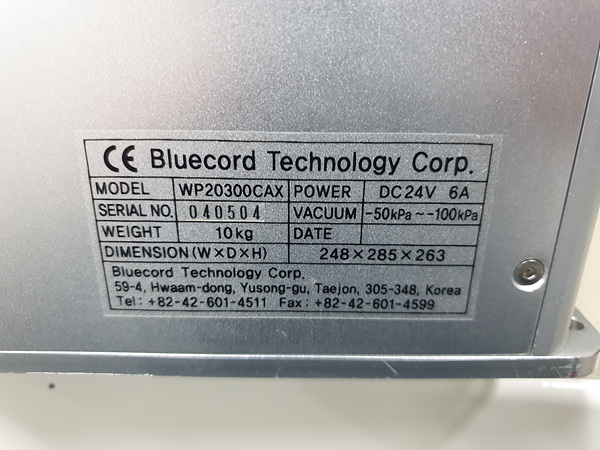 CE Bluecord Technology Corp.
MODEL WP20300CAX POWER DC24V 6A
SERIAL NO. 040504 VACUUM -50kPa~-100kPa
WEIGHT 10kg DATE
DIMENSION(W×D×H) 248×285×263
Bluecord Technology Corp.
59-4, Hwaam-dong, Yusong-gu, Taejon, 305-348, Korea
Tel: +82-42-601-4511 Fax: +82-42-601-4599